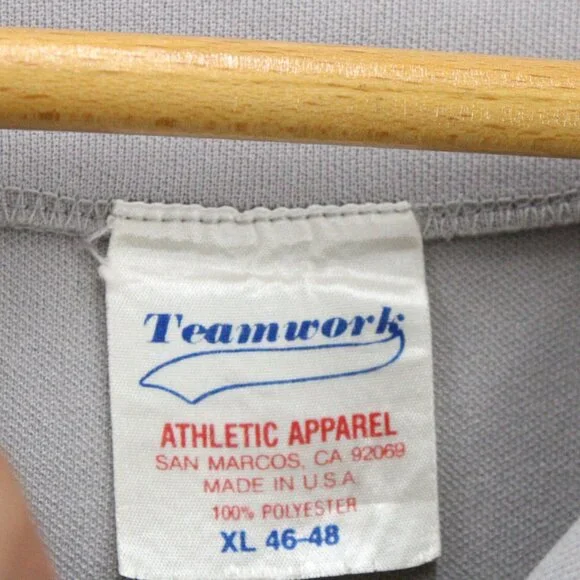 Teamwork
ATHLETIC APPAREL
SAN MARCOS, CA 92069
MADE IN U.S.A
100% POLYESTER
XL 46-48